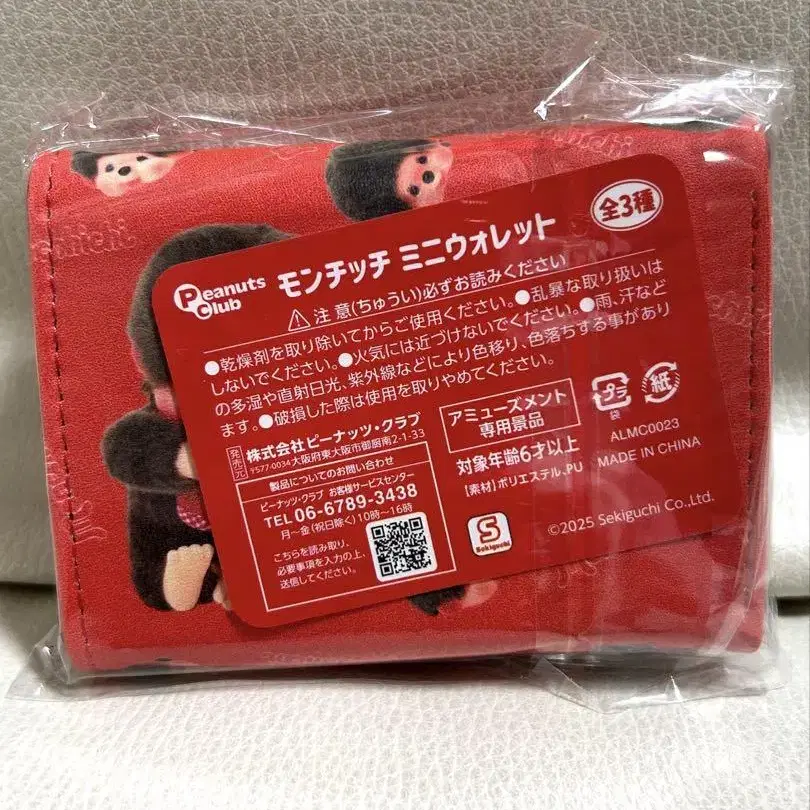 全3種
Peanuts Club
モンチッチ ミニウォレット
⚠注意(ちゅうい)必ずお読みください
●乾燥剤を取り除いてからご使用ください。●乱暴な取り扱いは
しないでください。●火気には近づけないでください。●雨、汗など
の多湿や直射日光、紫外線などにより色移り、色落ちする事があり
ます。●破損した際は使用を取りやめてください。
発売元
株式会社ピーナッツ・クラブ
〒577-0034大阪府東大阪市御厨南2-1-33
製品についてのお問い合わせ
ピーナッツ・クラブ お客様サービスセンター
TEL 06-6789-3438
月~金(祝日除く)10時~16時
こちらを読み取り、
必要事項を入力の上、
送信してください。
アミューズメント
専用景品
対象年齢6才以上
【素材】ポリエステル、PU
プラ
袋
紙
ALMC0023
MADE IN CHINA
S
Sekiguchi
©2025 Sekiguchi Co.,Ltd.